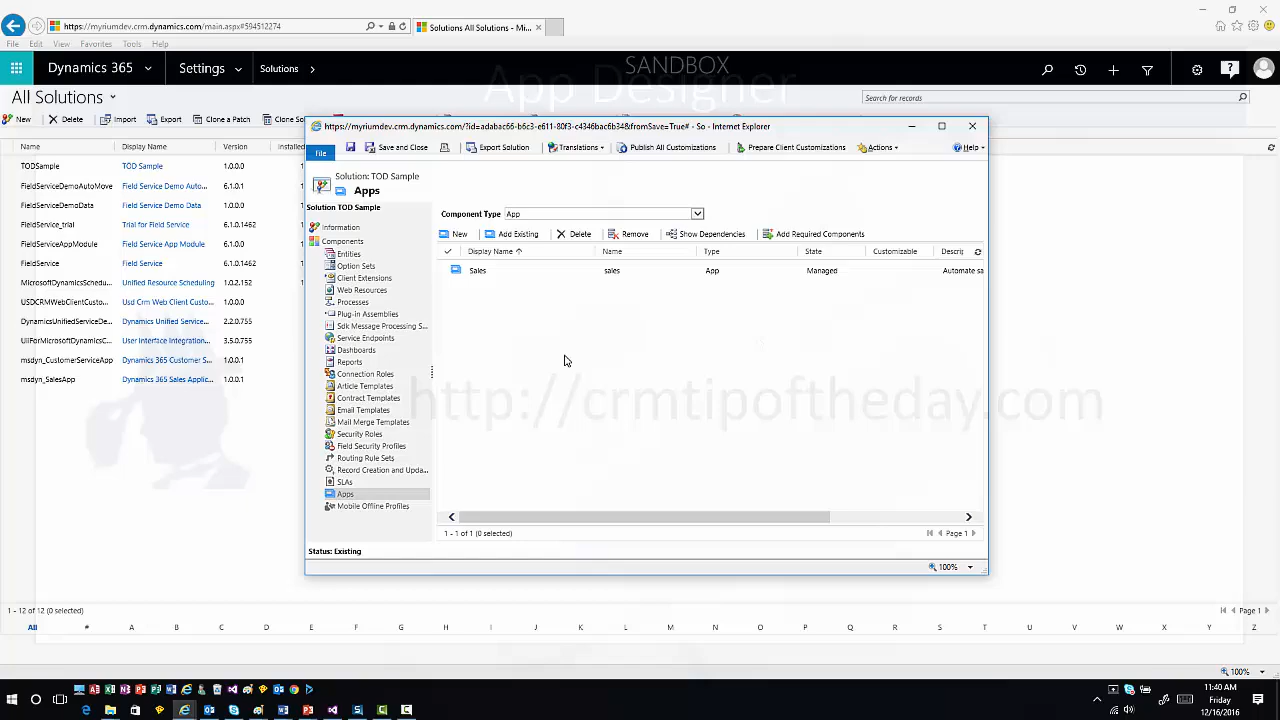 https://myriumdev.crm.dynamics.com/main.aspx#594512274
Solutions All Solutions - Mi...
File Edit View Favorites Tools Help
Dynamics 365 Settings Solutions
SANDBOX
App Designer
All Solutions
Search for records
New Delete Import Export Clone a Patch Clone So
Name Display Name Version Installed
TODSample TOD Sample 1.0.0.0
FieldServiceDemoAutoMove Field Service Demo Auto... 6.1.0.1
FieldServiceDemoData Field Service Demo Data 6.1.0.1
FieldService_trial Trial for Field Service 6.1.0.1462
FieldServiceAppModule Field Service App Module 6.1.0.1
FieldService Field Service 6.1.0.1462
MicrosoftDynamicsSchedu... Unified Resource Scheduling 1.0.2.152
USDCRMWebClientCusto... Usd Crm Web Client Custo... 1.0.0.0
DynamicsUnifiedServiceDe... Dynamics Unified Service... 2.2.0.755
UiiForMicrosoftDynamicsC... User Interface Integration... 3.5.0.755
msdyn_CustomerServiceApp Dynamics 365 Customer S... 1.0.0.1
msdyn_SalesApp Dynamics 365 Sales Applic... 1.0.0.1
https://myriumdev.crm.dynamics.com/?id=adabac66-b6c3-e611-80f3-c4346bac6b34&fromSave=True# - So - Internet Explorer
File Save and Close Export Solution Translations Publish All Customizations Prepare Client Customizations Actions Help
Solution: TOD Sample
Apps
Solution TOD Sample
Information
Components
Entities
Option Sets
Client Extensions
Web Resources
Processes
Plug-in Assemblies
Sdk Message Processing S...
Service Endpoints
Dashboards
Reports
Connection Roles
Article Templates
Contract Templates
Email Templates
Mail Merge Templates
Security Roles
Field Security Profiles
Routing Rule Sets
Record Creation and Upda...
SLAs
Apps
Mobile Offline Profiles
Component Type App
New Add Existing Delete Remove Show Dependencies Add Required Components
Display Name Name Type State Customizable Descrip
Sales sales App Managed Automate sa
http://crmtipoftheday.com
1 - 1 of 1 (0 selected) Page 1
Status: Existing
100%
1 - 12 of 12 (0 selected) Page 1
All # A B C D E F G H I J K L M N O P Q R S T U V W X Y Z
100%
11:40 AM
Friday
12/16/2016